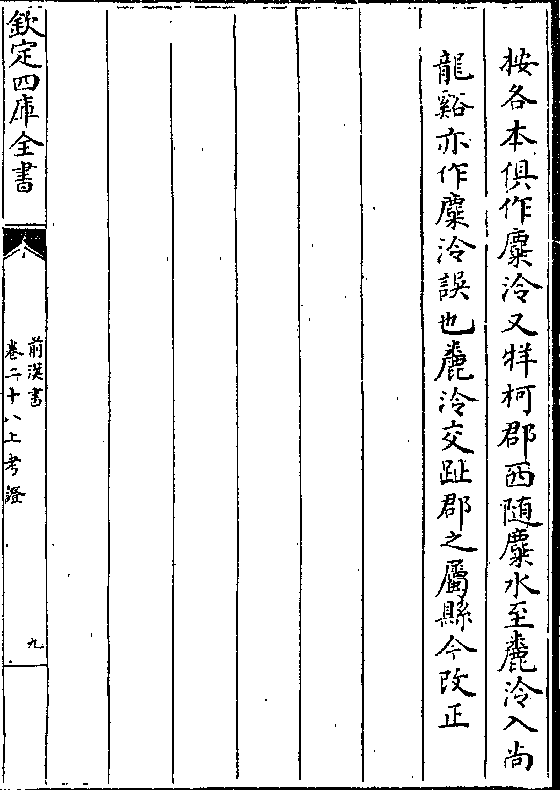 按各本俱作麋泠又牂柯郡西随麋水至麊泠入尚
龍谿亦作麋泠誤也麊泠交趾郡之屬縣今改正
欽定四庫全書
前漢書
卷二十八上考證
九